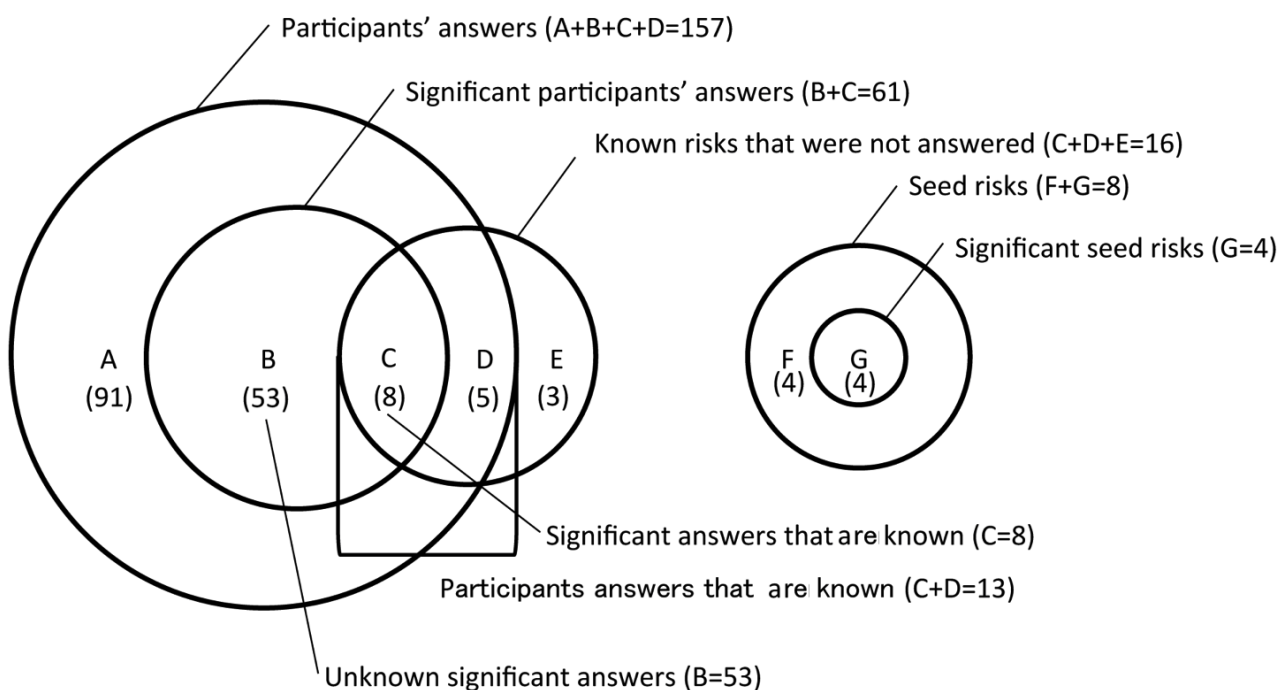 Participants’ answers (A+B+C+D=157)
Significant participants’ answers (B+C=61)
Known risks that were not answered (C+D+E=16)
Seed risks (F+G=8)
Significant seed risks (G=4)
A
(91)
B
(53)
C
(8)
D
(5)
E
(3)
F
(4)
G
(4)
Significant answers that are known (C=8)
Participants answers that are known (C+D=13)
Unknown significant answers (B=53)